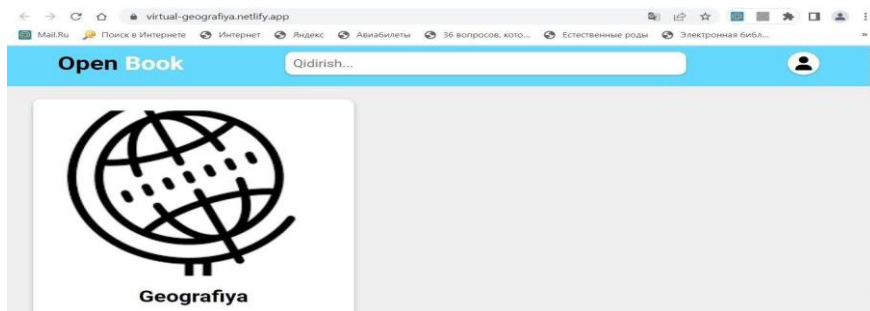 virtual-geografiya.netlify.app
Mail.Ru Поиск в Интернете Интернет Яндекс Авиабилеты 36 вопросов, кото... Естественные роды Электронная библ... »
Open Book Qidirish...
Geografiya